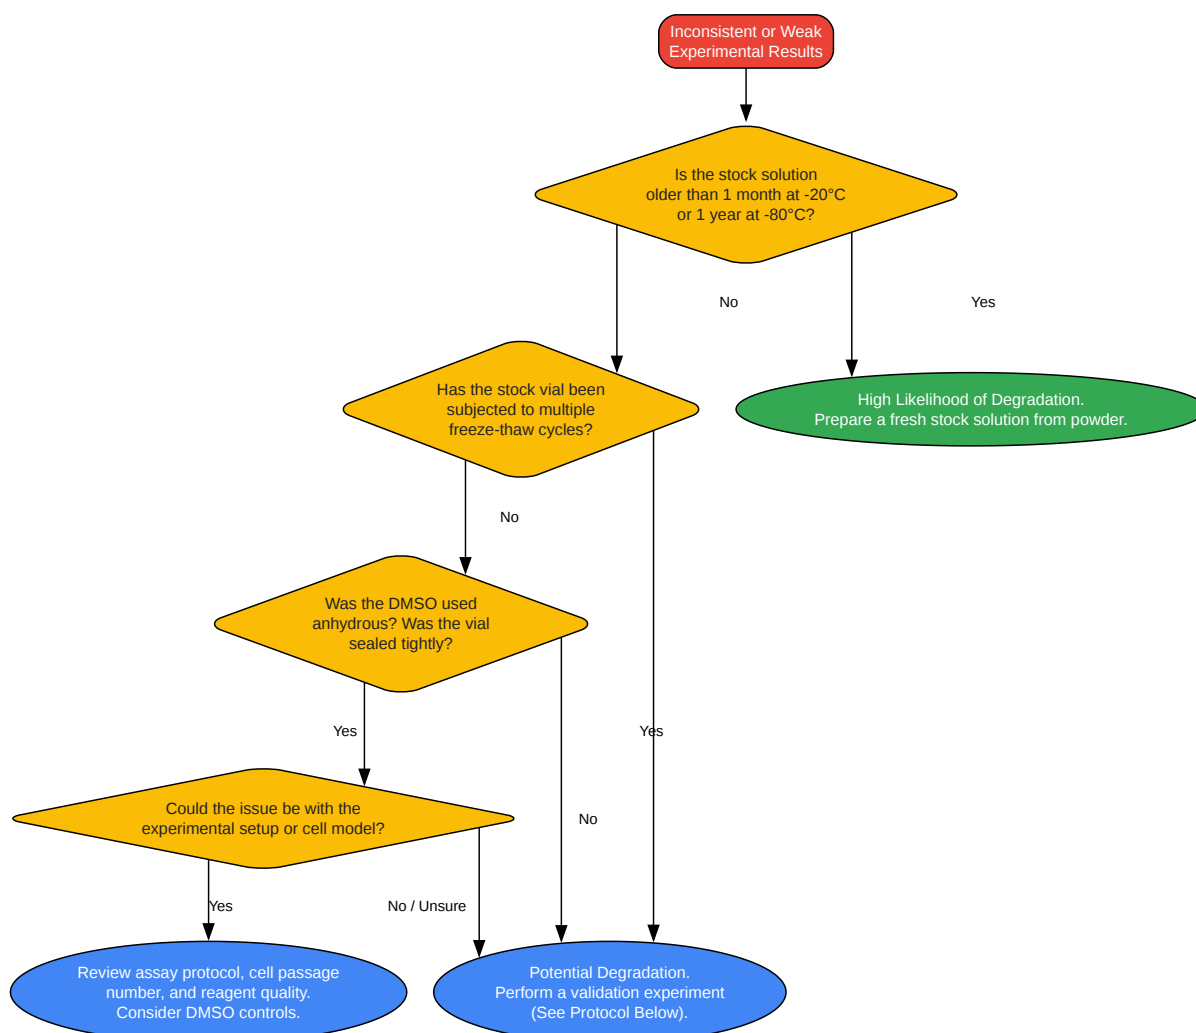 Inconsistent or Weak
Experimental Results
Is the stock solution
older than 1 month at -20°C
or 1 year at -80°C?
No
Yes
Has the stock vial been
subjected to multiple
freeze-thaw cycles?
High Likelihood of Degradation.
Prepare a fresh stock solution from powder.
No
Was the DMSO used
anhydrous? Was the vial
sealed tightly?
Yes
Yes
Could the issue be with the
experimental setup or cell model?
No
Yes
No / Unsure
Review assay protocol, cell passage
number, and reagent quality.
Consider DMSO controls.
Potential Degradation.
Perform a validation experiment
(See Protocol Below).